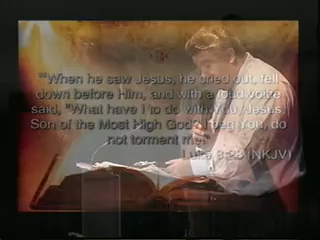 "'When he saw Jesus, he cried out, fell
down before Him, and with a loud voice
said, "What have I to do with You, Jesus,
Son of the Most High God? I beg You, do
not torment me!'
Luke 8:28 (NKJV)